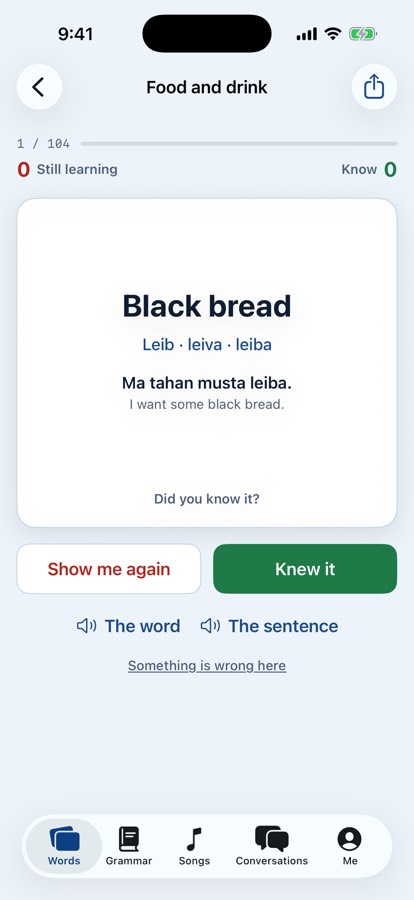 9:41
Food and drink
1 / 104
0 Still learning
Know 0
Black bread
Leib · leiva · leiba
Ma tahan musta leiba.
I want some black bread.
Did you know it?
Show me again
Knew it
The word
The sentence
Something is wrong here
Words
Grammar
Songs
Conversations
Me